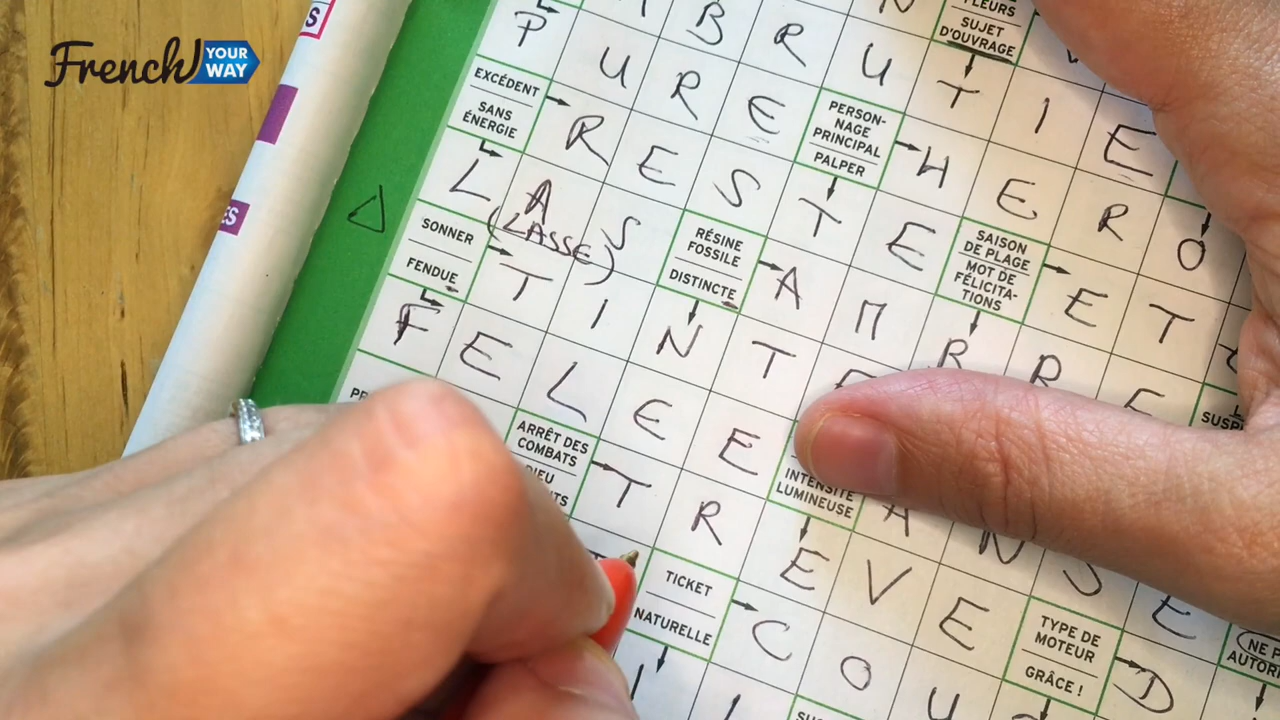 French YOUR WAY
S
ES
FLEURS
SUJET D'OUVRAGE
B R
P U R E U T I E
EXCÉDENT
SANS ÉNERGIE
R E S T E
PERSON-
NAGE
PRINCIPAL
PALPER
H E R O
L A S
(LASSE)
SONNER
FENDUE
T I N T E R
RÉSINE
FOSSILE
DISTINCTE
A M
SAISON
DE PLAGE
MOT DE
FÉLICITA-
TIONS
E T
F E L E E
R
ARRÊT DES
COMBATS
T R E V E
INTENSITÉ
LUMINEUSE
A N S E
TICKET
NATURELLE
C O U
TYPE DE
MOTEUR
GRÂCE !
D